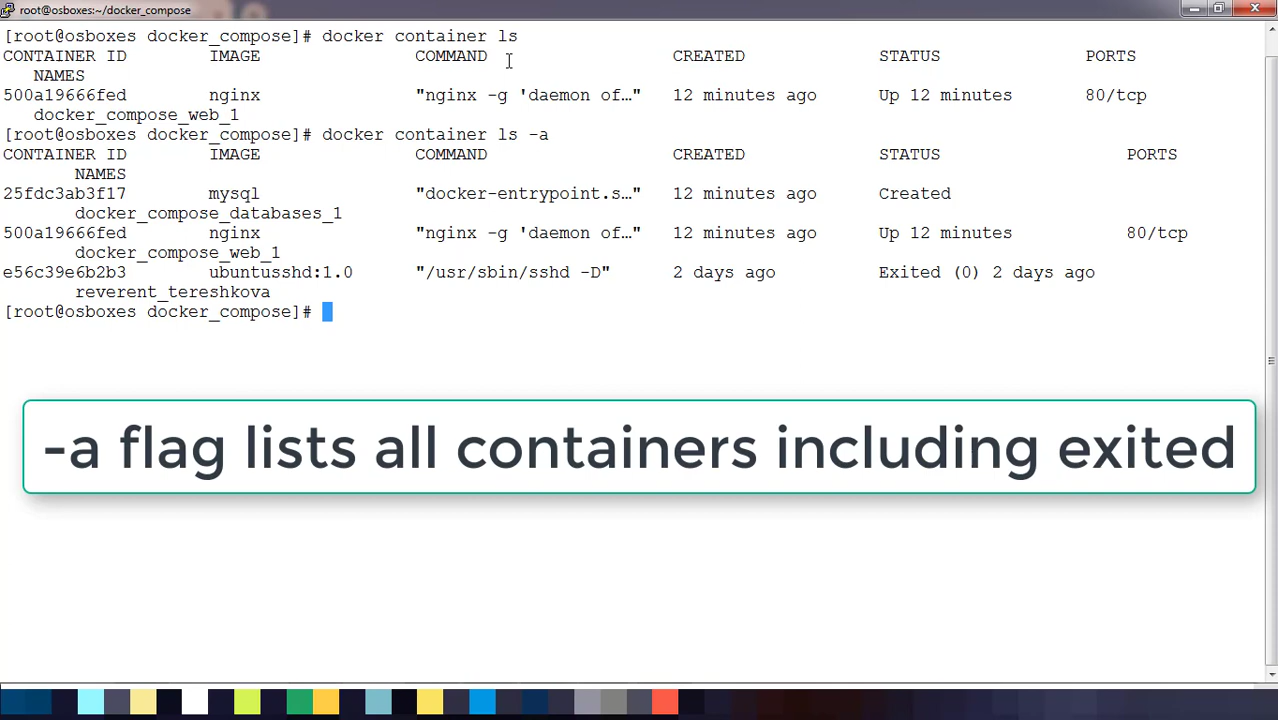 root@osboxes:~/docker_compose
[root@osboxes docker_compose]# docker container ls
CONTAINER ID IMAGE COMMAND CREATED STATUS PORTS
NAMES
500a19666fed nginx "nginx -g 'daemon of…" 12 minutes ago Up 12 minutes 80/tcp
docker_compose_web_1
[root@osboxes docker_compose]# docker container ls -a
CONTAINER ID IMAGE COMMAND CREATED STATUS PORTS
NAMES
25fdc3ab3f17 mysql "docker-entrypoint.s…" 12 minutes ago Created
docker_compose_databases_1
500a19666fed nginx "nginx -g 'daemon of…" 12 minutes ago Up 12 minutes 80/tcp
docker_compose_web_1
e56c39e6b2b3 ubuntusshd:1.0 "/usr/sbin/sshd -D" 2 days ago Exited (0) 2 days ago
reverent_tereshkova
[root@osboxes docker_compose]#
-a flag lists all containers including exited